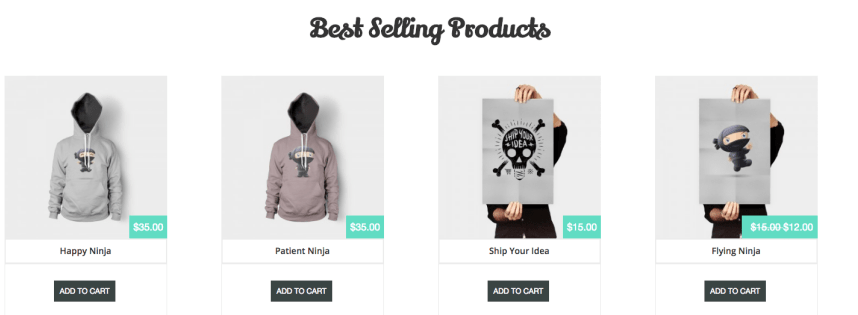 Best Selling Products
SHIP YOUR
IDEA
$35.00
$35.00
$15.00
$15.00 $12.00
Happy Ninja
Patient Ninja
Ship Your Idea
Flying Ninja
ADD TO CART
ADD TO CART
ADD TO CART
ADD TO CART